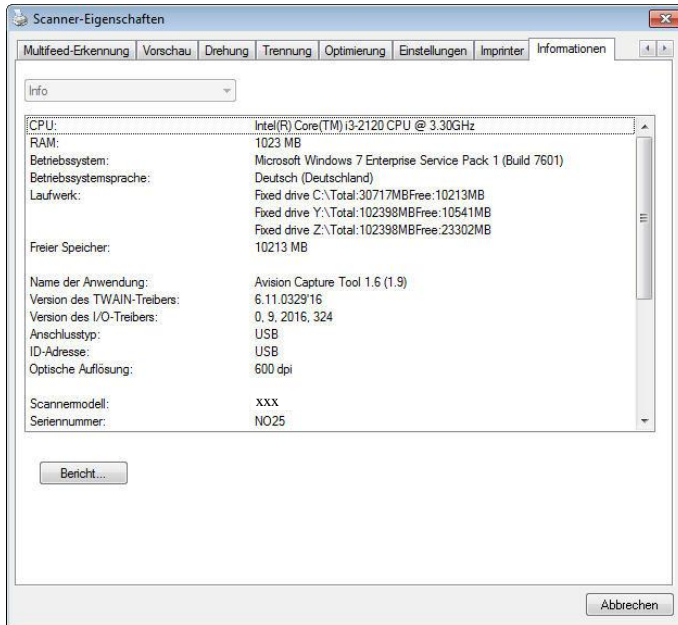 Scanner-Eigenschaften
Multifeed-Erkennung Vorschau Drehung Trennung Optimierung Einstellungen Imprinter Informationen
Info
CPU: Intel(R) Core(TM) i3-2120 CPU @ 3.30GHz
RAM: 1023 MB
Betriebssystem: Microsoft Windows 7 Enterprise Service Pack 1 (Build 7601)
Betriebssystemsprache: Deutsch (Deutschland)
Laufwerk: Fixed drive C:\Total:30717MBFree:10213MB
Fixed drive Y:\Total:102398MBFree:10541MB
Fixed drive Z:\Total:102398MBFree:23302MB
Freier Speicher: 10213 MB
Name der Anwendung: Avision Capture Tool 1.6 (1.9)
Version des TWAIN-Treibers: 6.11.0329'16
Version des I/O-Treibers: 0, 9, 2016, 324
Anschlusstyp: USB
ID-Adresse: USB
Optische Auflösung: 600 dpi
Scannermodell: xxx
Seriennummer: NO25
Bericht...
Abbrechen